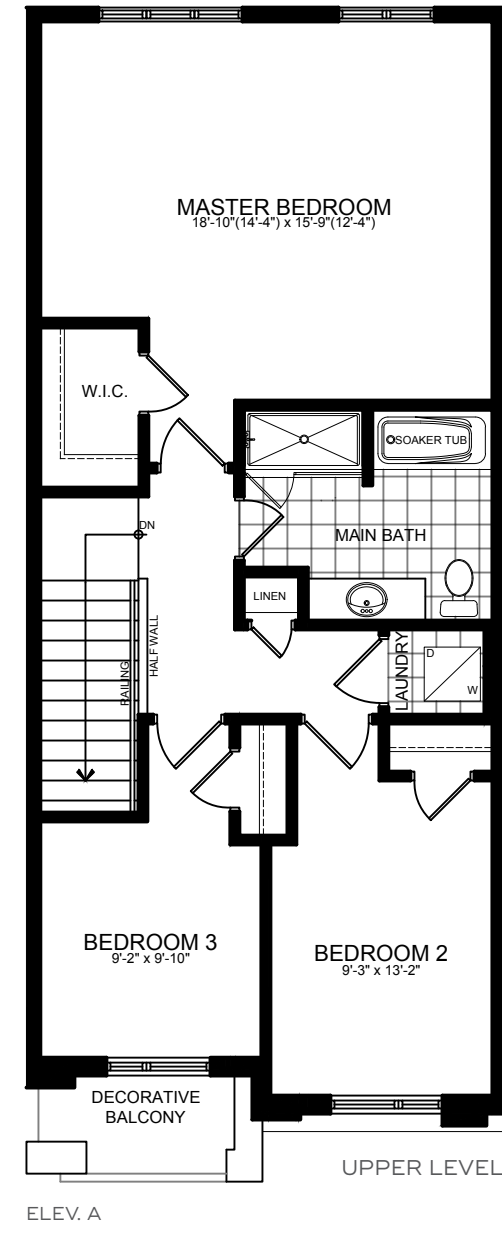 MASTER BEDROOM
18'-10"(14'-4") x 15'-9"(12'-4")
W.I.C.
SOAKER TUB
DN
MAIN BATH
LINEN
RAILING
HALF WALL
LAUNDRY
D
W
BEDROOM 3
9'-2" x 9'-10"
BEDROOM 2
9'-3" x 13'-2"
DECORATIVE
BALCONY
UPPER LEVEL
ELEV. A